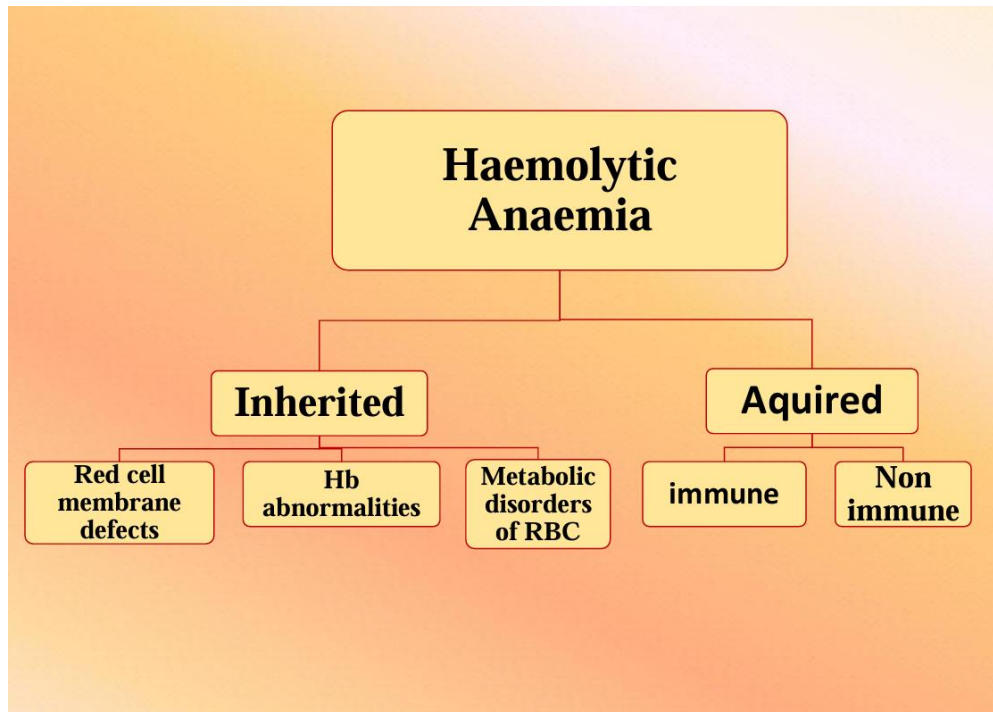 Haemolytic
Anaemia
Inherited
Aquired
Red cell
membrane
defects
Hb
abnormalities
Metabolic
disorders
of RBC
immune
Non
immune